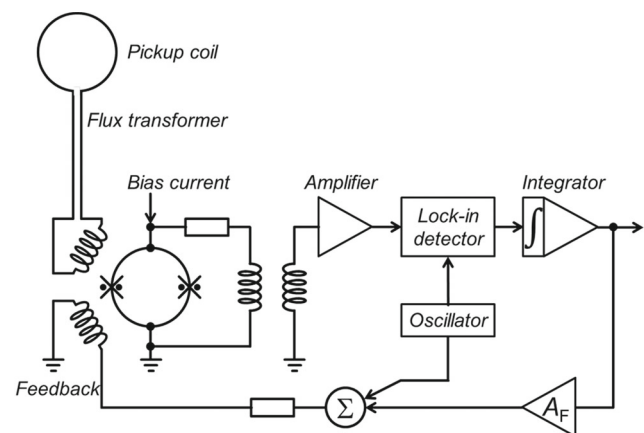 Pickup coil
Flux transformer
Bias current
Amplifier
Integrator
Lock-in
detector
∫
Oscillator
Feedback
Σ
A_F